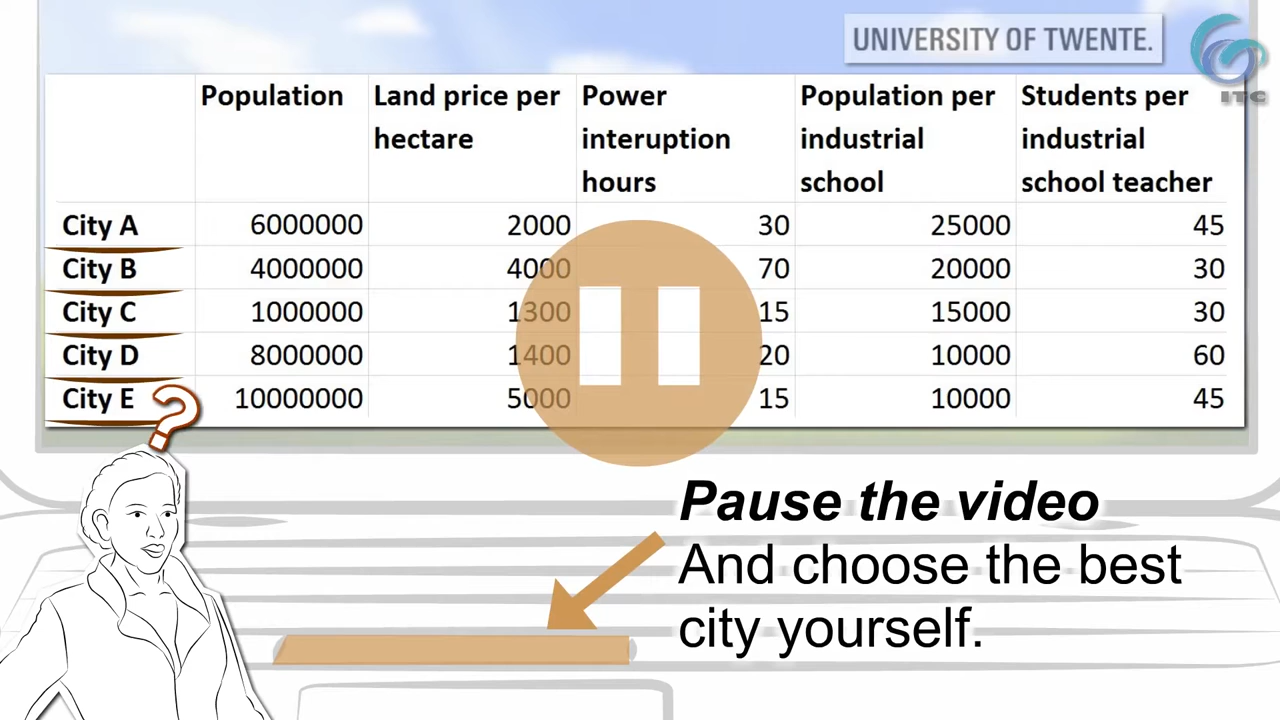 UNIVERSITY OF TWENTE.
ITC
Population Land price per hectare Power interuption hours Population per industrial school Students per industrial school teacher
City A 6000000 2000 30 25000 45
City B 4000000 4000 70 20000 30
City C 1000000 1300 15 15000 30
City D 8000000 1400 20 10000 60
City E 10000000 5000 15 10000 45
?
Pause the video
And choose the best
city yourself.